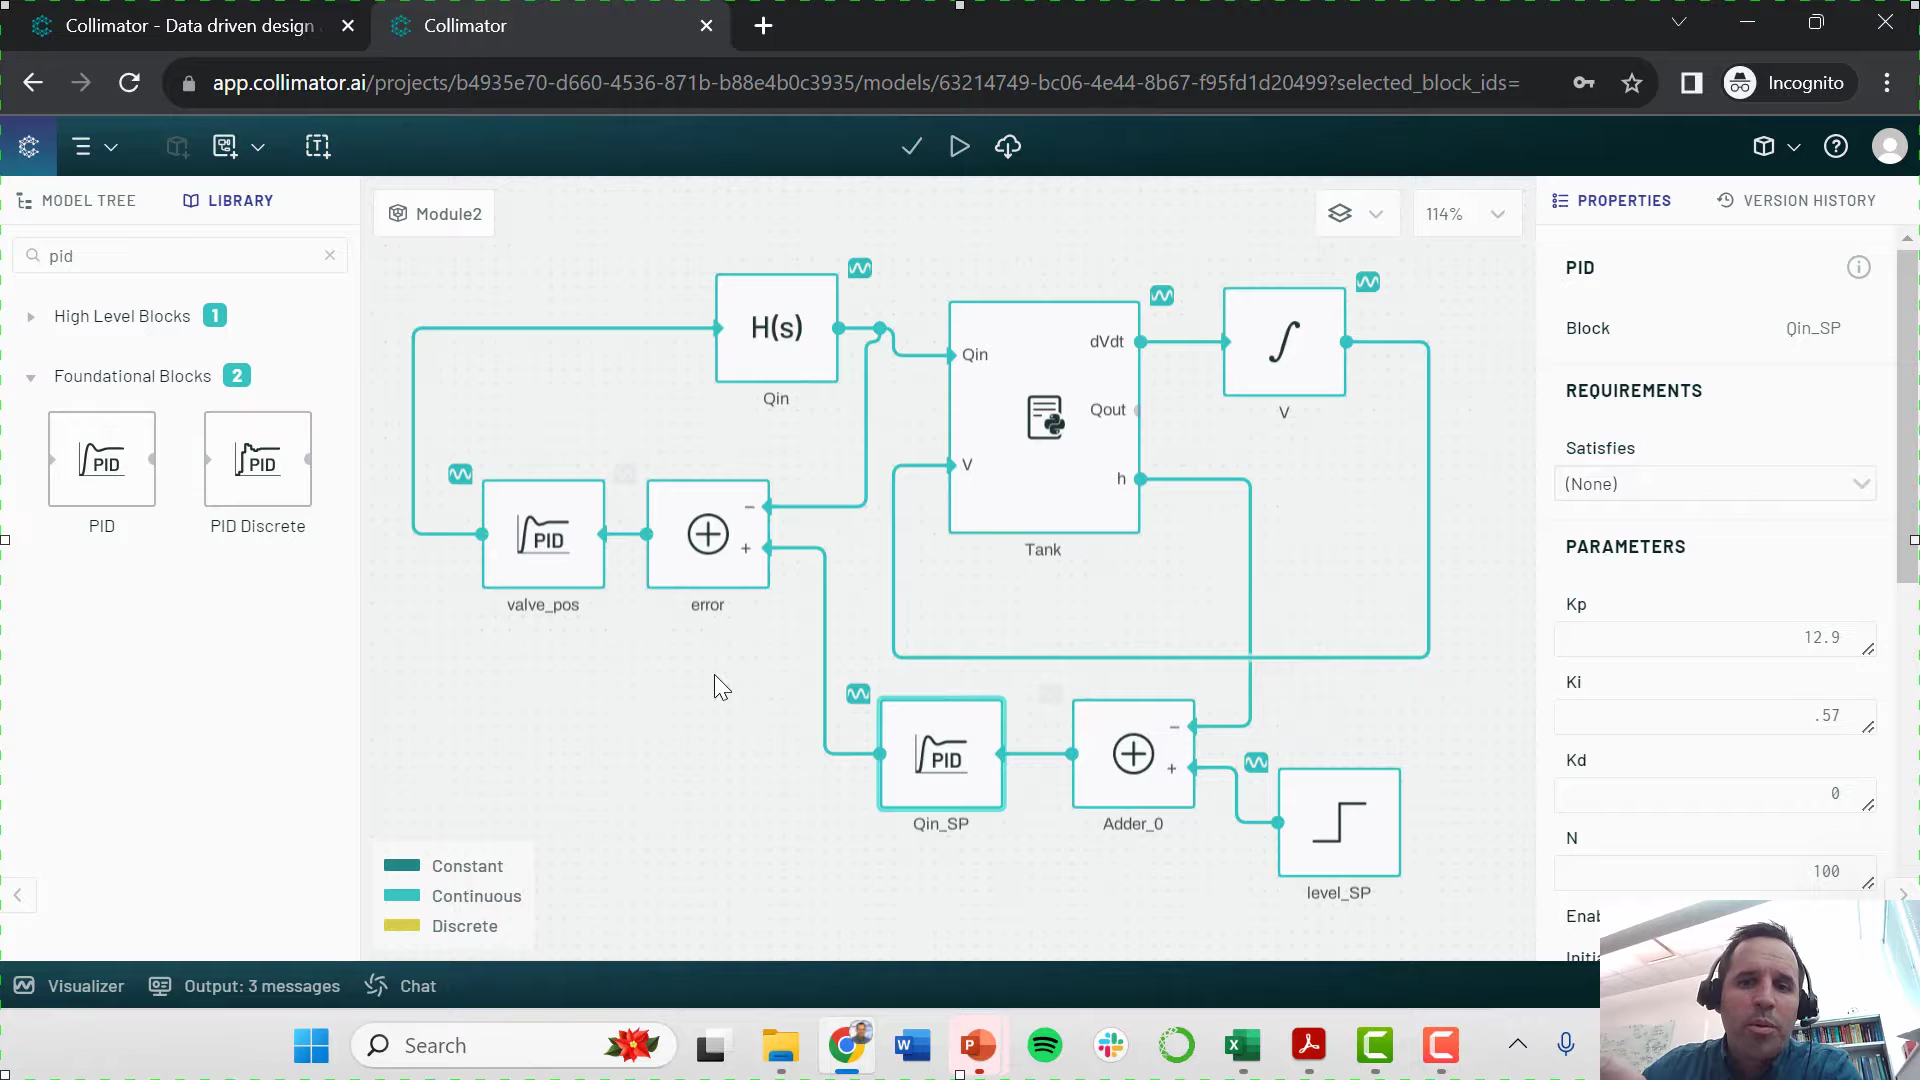 Collimator - Data driven design
Collimator
app.collimator.ai/projects/b4935e70-d660-4536-871b-b88e4b0c3935/models/63214749-bc06-4e44-8b67-f95fd1d20499?selected_block_ids=
Incognito
MODEL TREE
LIBRARY
Module2
114%
PROPERTIES
VERSION HISTORY
pid
High Level Blocks 1
Foundational Blocks 2
PID
PID
PID
PID Discrete
H(s)
Qin
Qin
V
dVdt
Qout
h
Tank
∫
V
PID
valve_pos
−
+
error
PID
Qin_SP
−
+
Adder_0
level_SP
Constant
Continuous
Discrete
PID
Block Qin_SP
REQUIREMENTS
Satisfies
(None)
PARAMETERS
Kp
12.9
Ki
.57
Kd
0
N
100
Visualizer
Output: 3 messages
Chat
Search